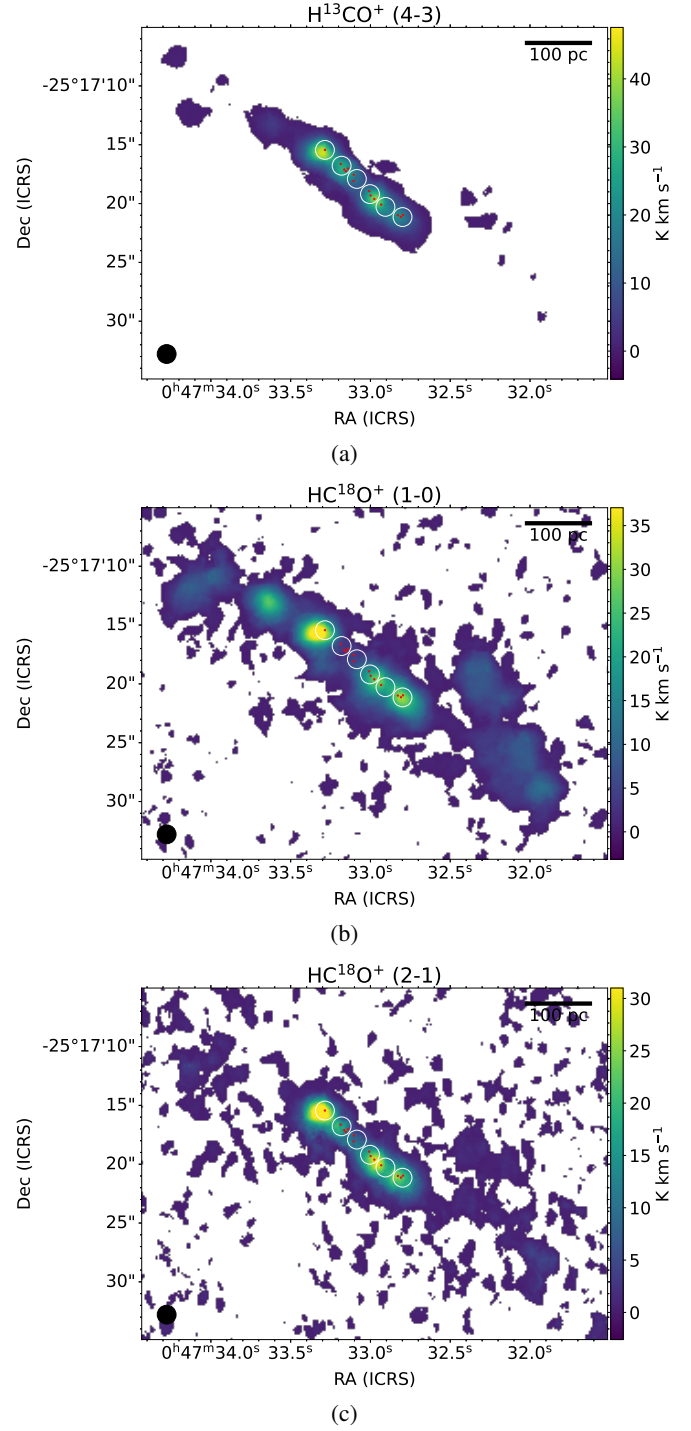 H¹³CO⁺ (4-3)
100 pc
-25°17'10"
15"
20"
25"
30"
Dec (ICRS)
0ʰ47ᵐ34.0ˢ 33.5ˢ 33.0ˢ 32.5ˢ 32.0ˢ
RA (ICRS)
40
30
20
10
0
K km s⁻¹
(a)
HC¹⁸O⁺ (1-0)
100 pc
-25°17'10"
15"
20"
25"
30"
Dec (ICRS)
0ʰ47ᵐ34.0ˢ 33.5ˢ 33.0ˢ 32.5ˢ 32.0ˢ
RA (ICRS)
35
30
25
20
15
10
5
0
K km s⁻¹
(b)
HC¹⁸O⁺ (2-1)
100 pc
-25°17'10"
15"
20"
25"
30"
Dec (ICRS)
0ʰ47ᵐ34.0ˢ 33.5ˢ 33.0ˢ 32.5ˢ 32.0ˢ
RA (ICRS)
30
25
20
15
10
5
0
K km s⁻¹
(c)